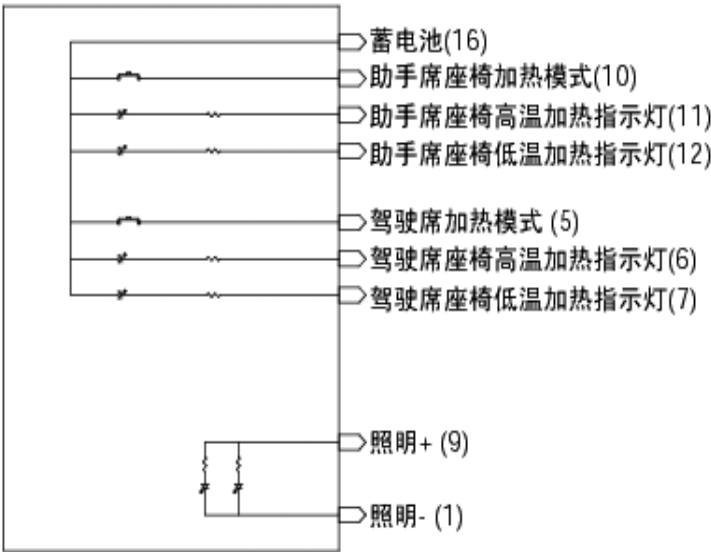 蓄电池(16)
助手席座椅加热模式(10)
助手席座椅高温加热指示灯(11)
助手席座椅低温加热指示灯(12)
驾驶席加热模式 (5)
驾驶席座椅高温加热指示灯(6)
驾驶席座椅低温加热指示灯(7)
照明+ (9)
照明- (1)